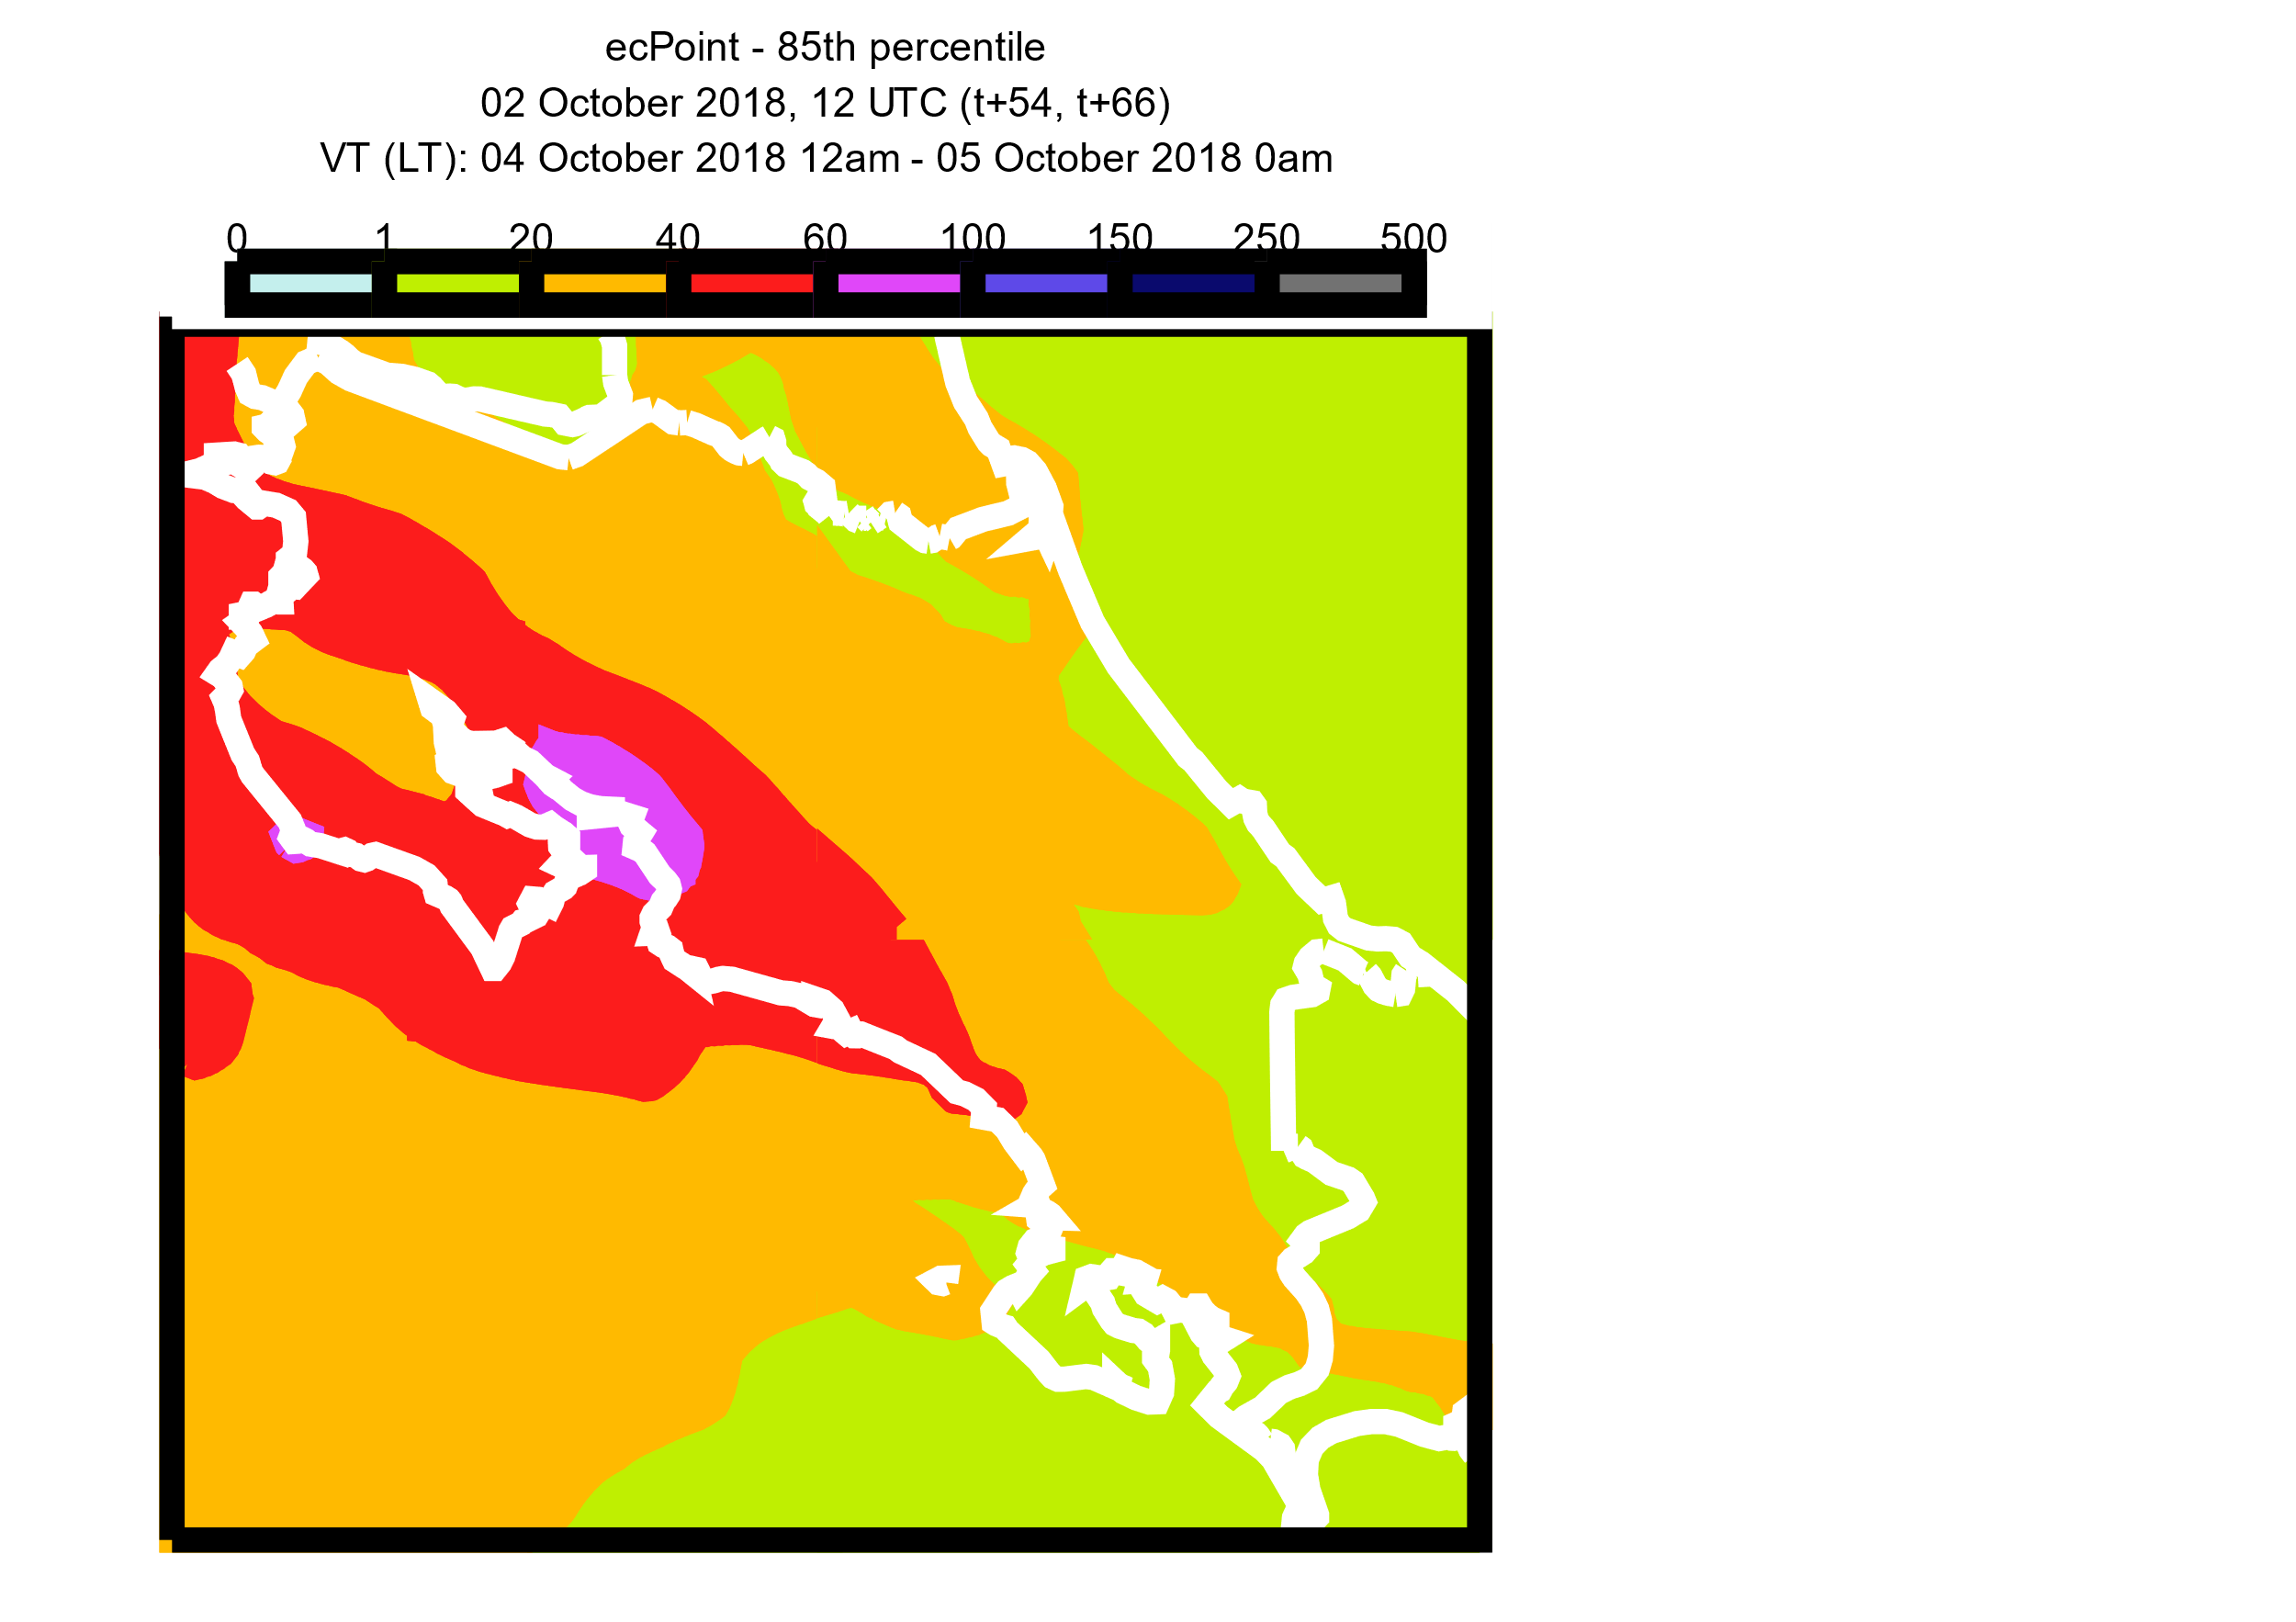 ecPoint - 85th percentile
02 October 2018, 12 UTC (t+54, t+66)
VT (LT): 04 October 2018 12am - 05 October 2018 0am
0 1 20 40 60 100 150 250 500